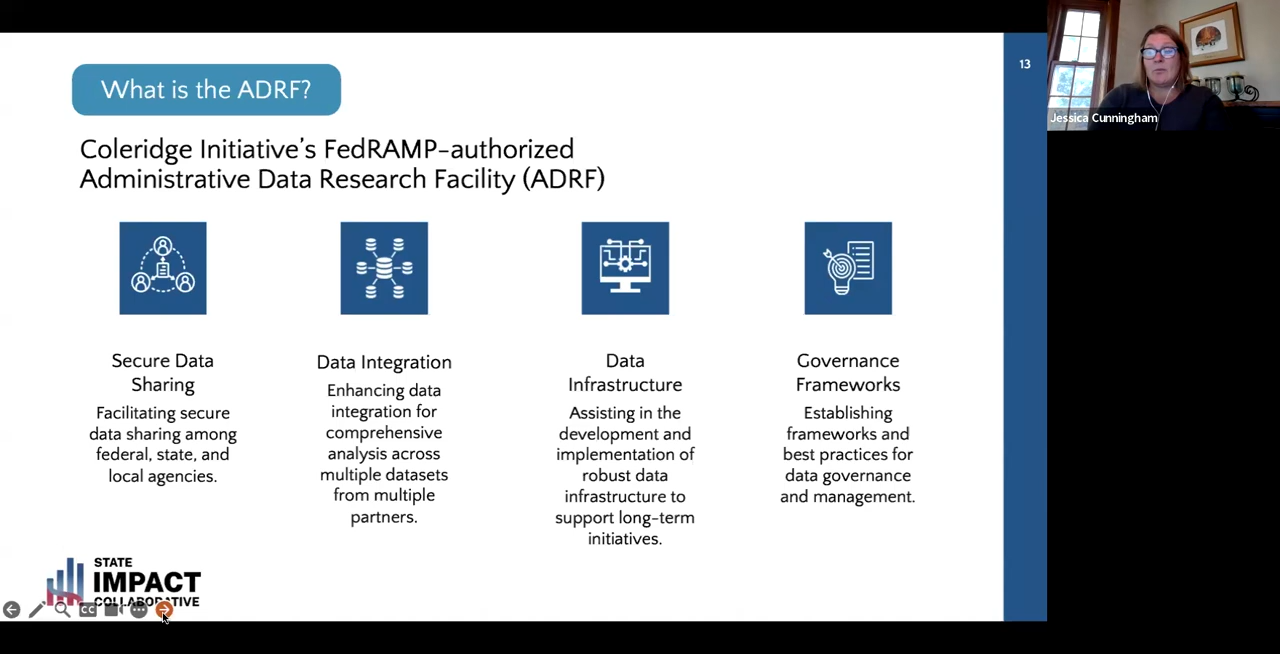 What is the ADRF?
Coleridge Initiative's FedRAMP-authorized
Administrative Data Research Facility (ADRF)
Secure Data
Sharing
Facilitating secure
data sharing among
federal, state, and
local agencies.
Data Integration
Enhancing data
integration for
comprehensive
analysis across
multiple datasets
from multiple
partners.
Data
Infrastructure
Assisting in the
development and
implementation of
robust data
infrastructure to
support long-term
initiatives.
Governance
Frameworks
Establishing
frameworks and
best practices for
data governance
and management.
STATE
IMPACT
COLLABORATIVE
CC
13
Jessica Cunningham